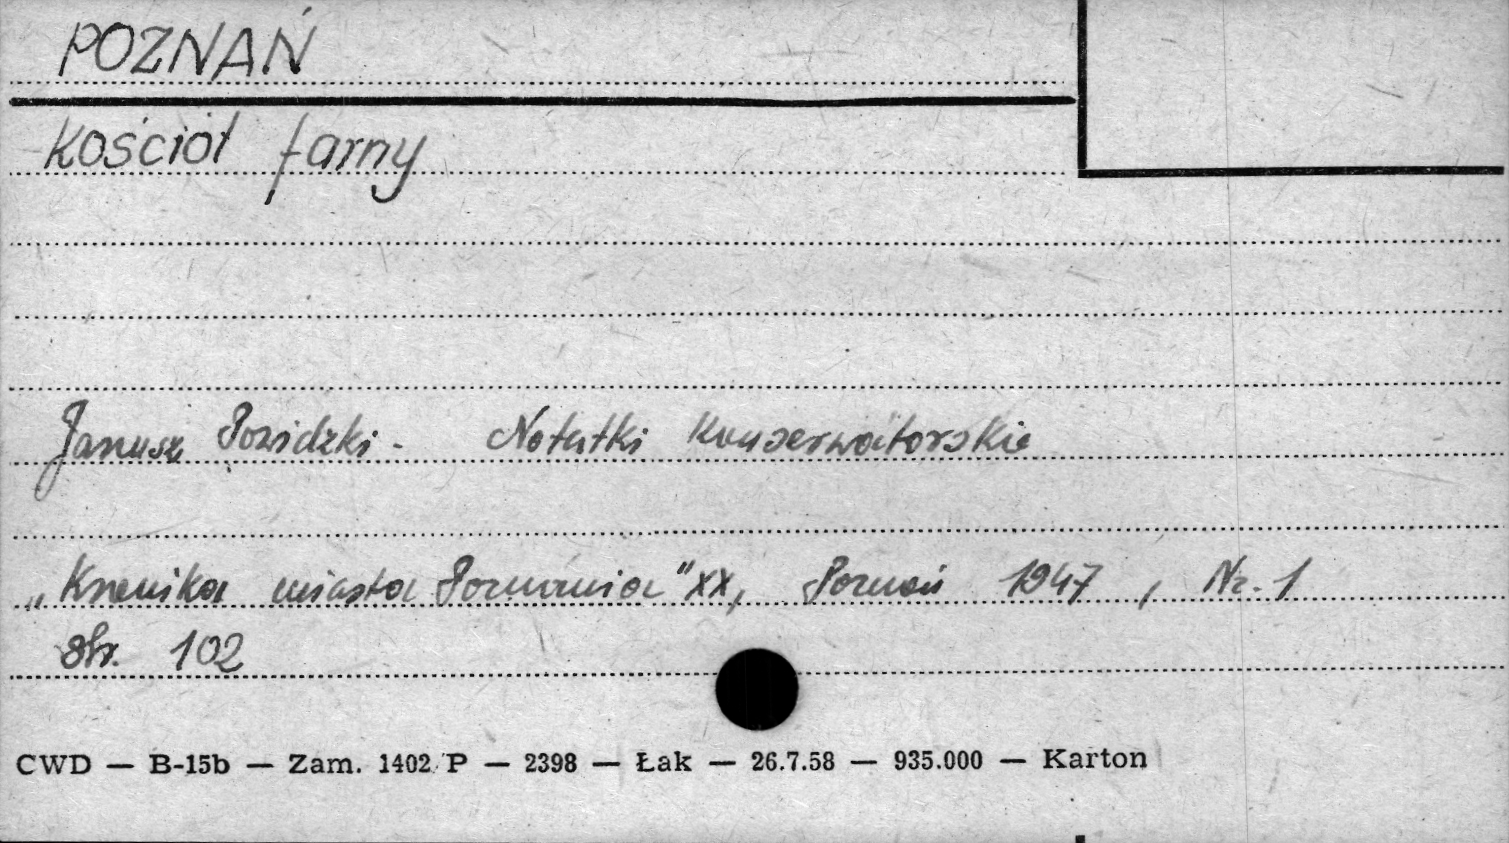 POZNAŃ
Kościół farny
Janusz Powidzki - Notatki Konserwatorskie
„Kronika miasta Poznania" XX, Poznań 1947, Nr. 1
str. 102
CWD — B-15b — Zam. 1402/P — 2398 — Łak — 26.7.58 — 935.000 — Karton